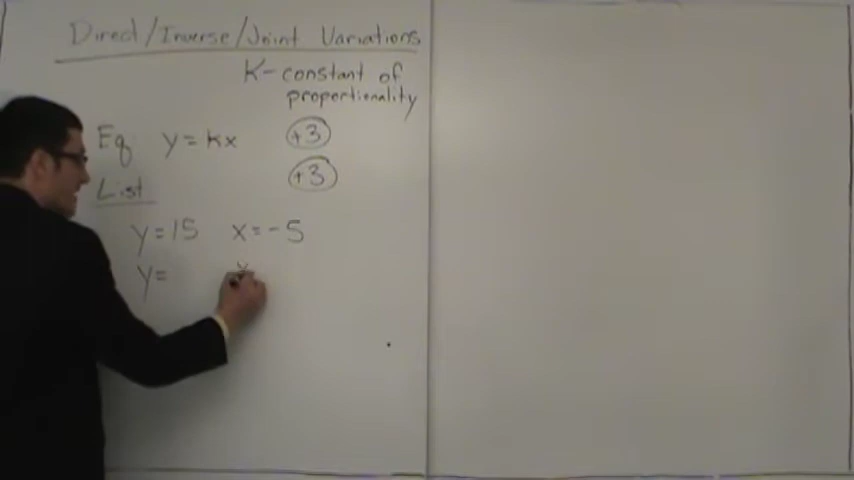 Direct/Inverse/Joint Variations
K-constant of
proportionality
Eq y=kx +3
List +3
y=15 x=-5
y= x